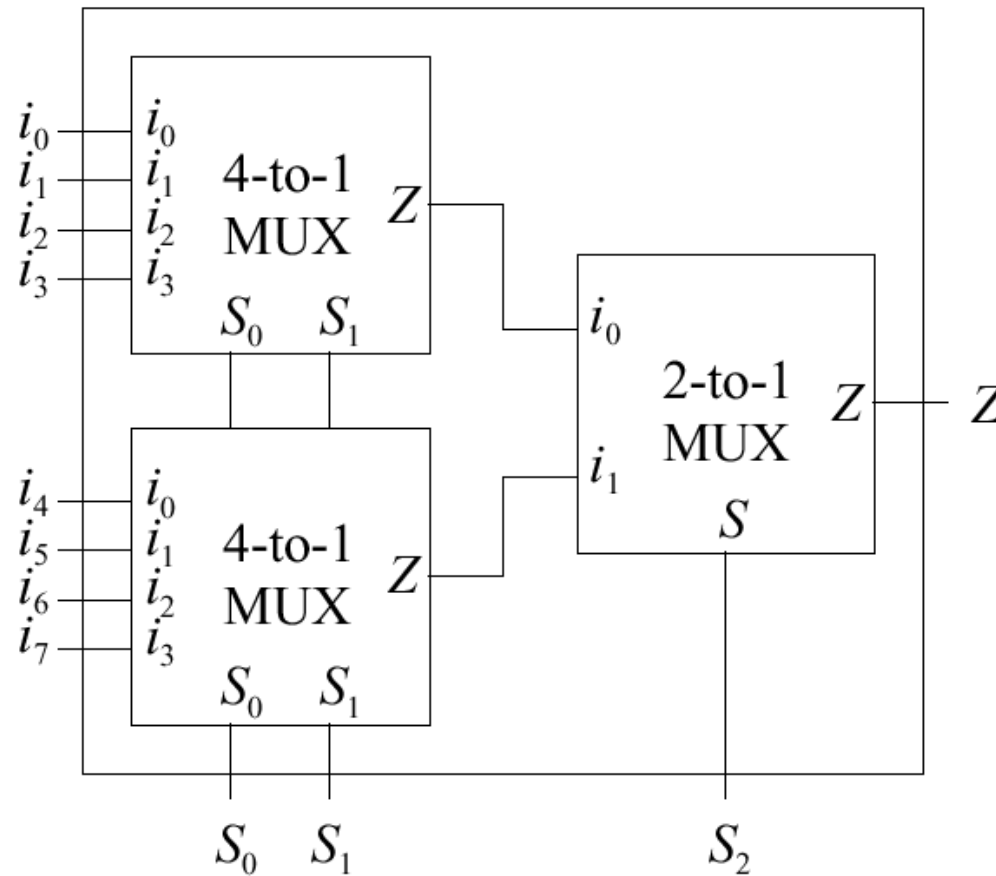 i₀ i₀
i₁ i₁
i₂ i₂
i₃ i₃
4-to-1
MUX
Z
S₀ S₁
i₄ i₀
i₅ i₁
i₆ i₂
i₇ i₃
4-to-1
MUX
Z
S₀ S₁
i₀
i₁
2-to-1
MUX
Z
S
Z
S₀ S₁ S₂